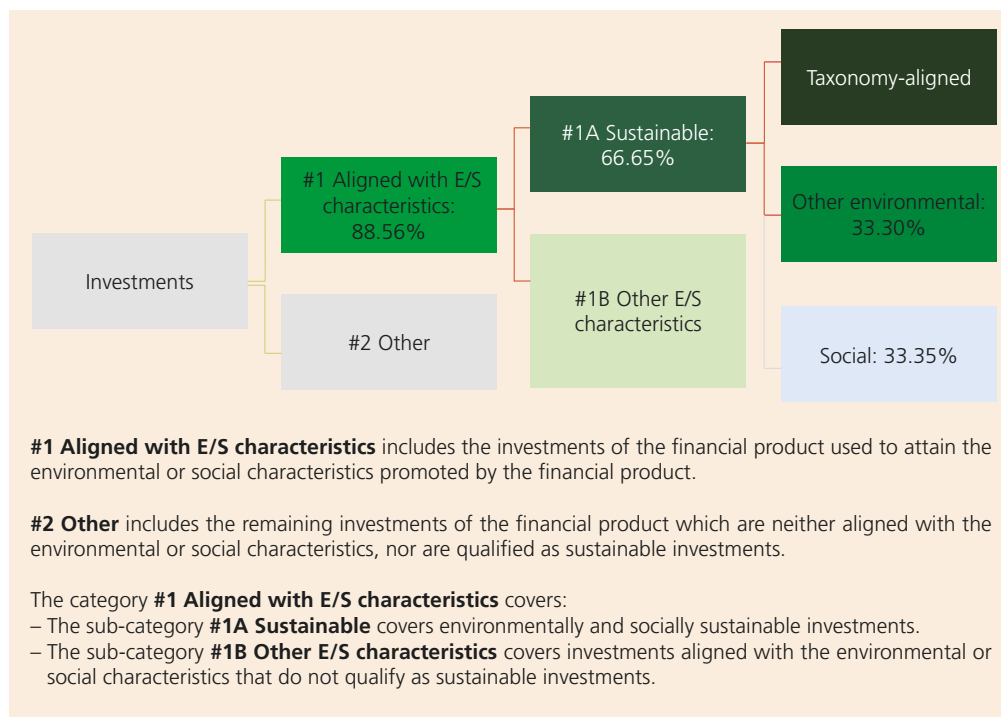 Investments
#1 Aligned with E/S
characteristics:
88.56%
#2 Other
#1A Sustainable:
66.65%
#1B Other E/S
characteristics
Taxonomy-aligned
Other environmental:
33.30%
Social: 33.35%
#1 Aligned with E/S characteristics includes the investments of the financial product used to attain the
environmental or social characteristics promoted by the financial product.
#2 Other includes the remaining investments of the financial product which are neither aligned with the
environmental or social characteristics, nor are qualified as sustainable investments.
The category #1 Aligned with E/S characteristics covers:
– The sub-category #1A Sustainable covers environmentally and socially sustainable investments.
– The sub-category #1B Other E/S characteristics covers investments aligned with the environmental or
social characteristics that do not qualify as sustainable investments.